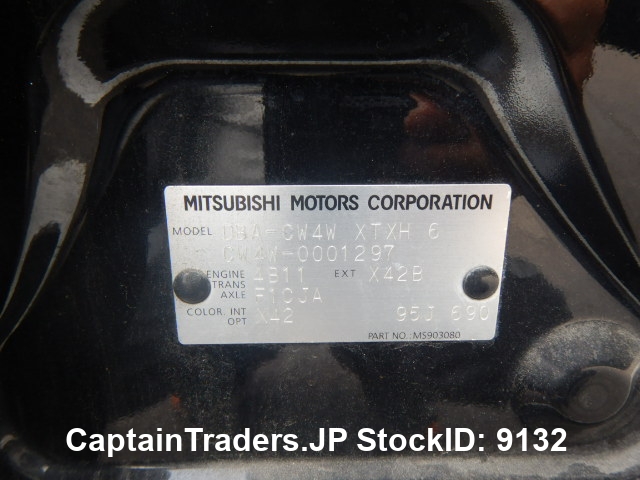 MITSUBISHI MOTORS CORPORATION
MODEL DBA-CW4W XTXH 6
CW4W-0001297
ENGINE 4B11 EXT X42B
TRANS
AXLE F1CJA
COLOR. INT X42 95J 690
OPT
PART NO. MS903080
CaptainTraders.JP StockID: 9132